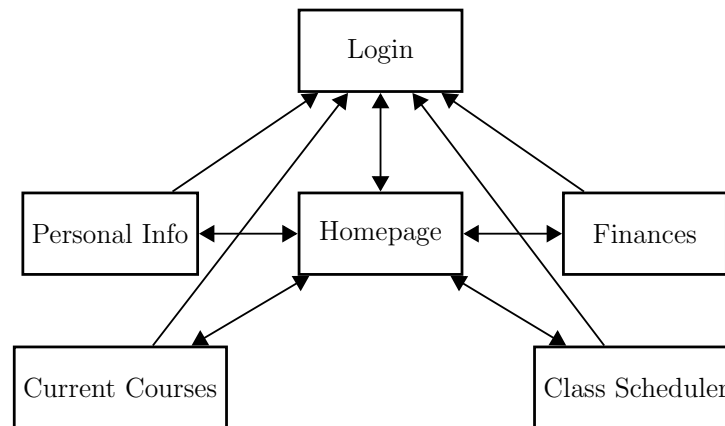 Login
Personal Info
Homepage
Finances
Current Courses
Class Scheduler